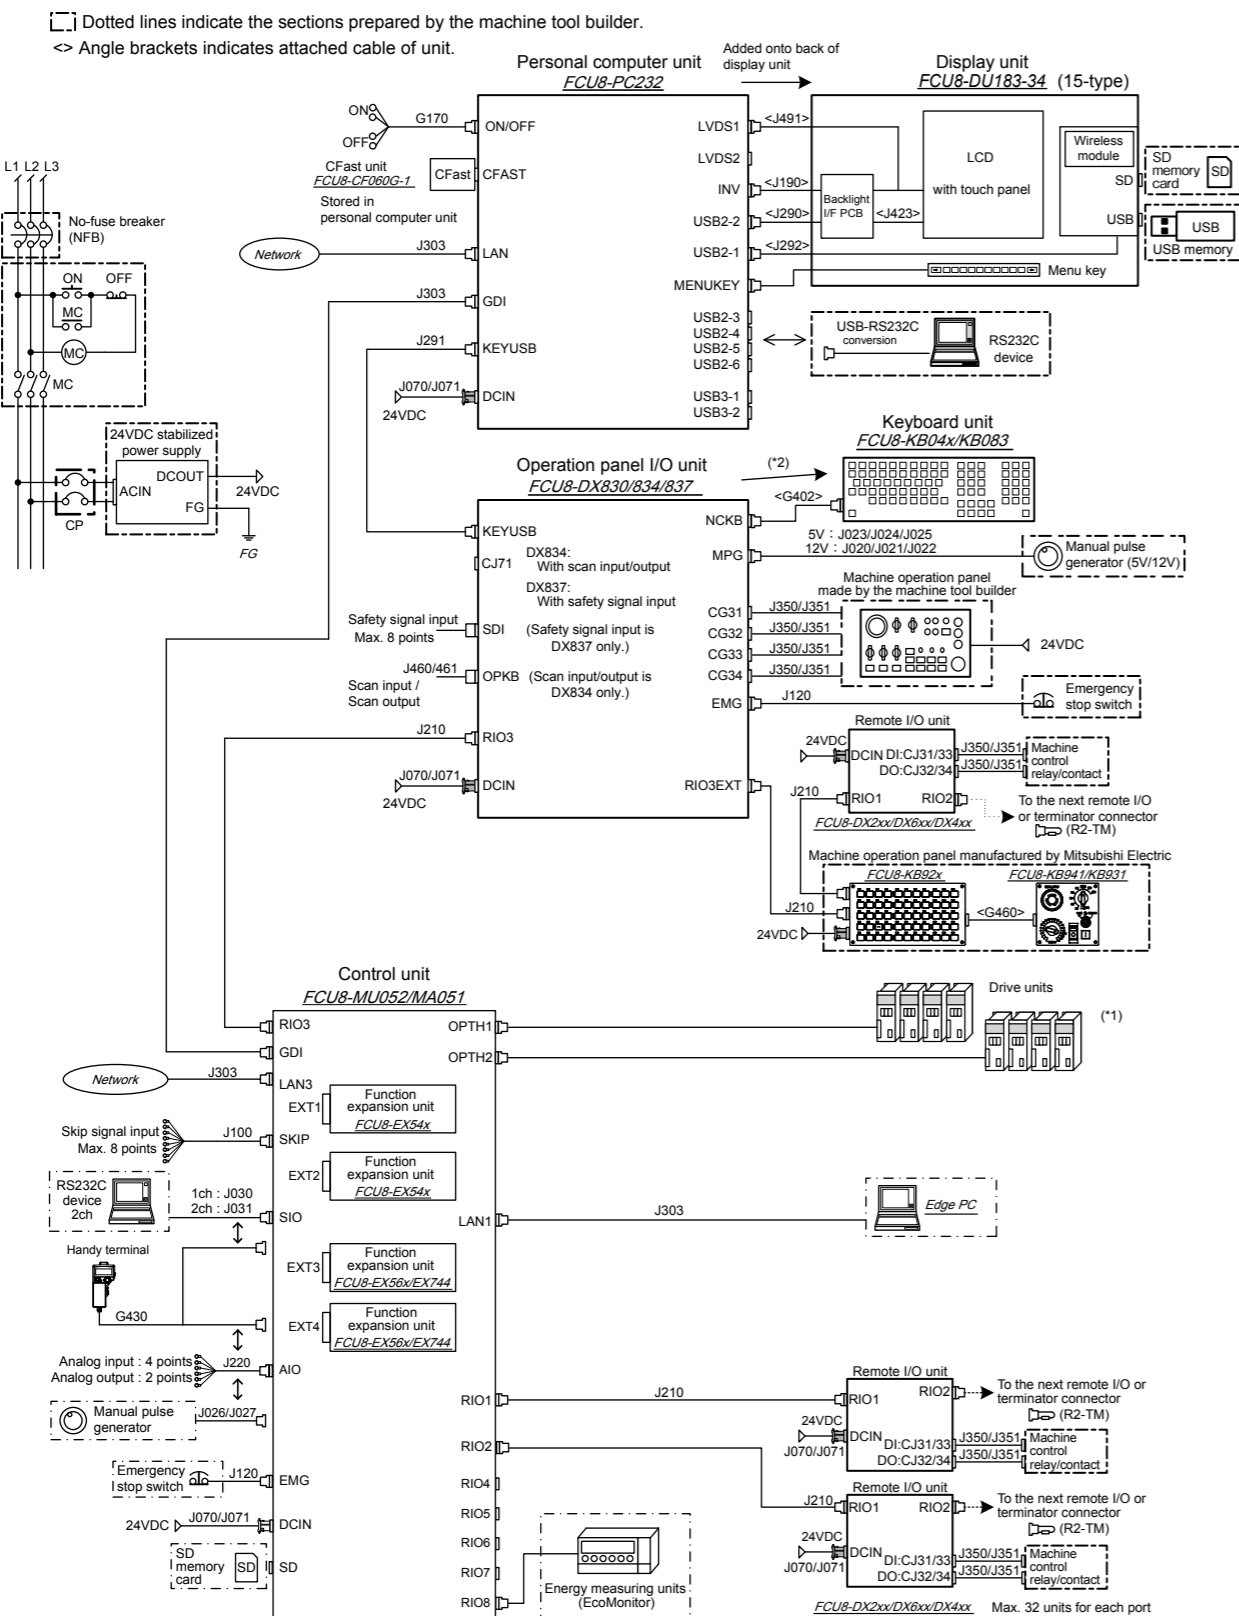 Dotted lines indicate the sections prepared by the machine tool builder.
<> Angle brackets indicates attached cable of unit.
Personal computer unit
FCU8-PC232
Added onto back of
display unit
Display unit
FCU8-DU183-34 (15-type)
ON
OFF
G170
ON/OFF
CFast unit
FCU8-CF060G-1
Stored in
personal computer unit
CFast
CFAST
Network
J303
LAN
J303
GDI
J291
KEYUSB
J070/J071
24VDC
DCIN
LVDS1
LVDS2
INV
USB2-2
USB2-1
MENUKEY
USB2-3
USB2-4
USB2-5
USB2-6
USB3-1
USB3-2
<J491>
<J190>
<J290>
<J292>
Backlight
I/F PCB
<J423>
LCD
with touch panel
Wireless
module
SD
USB
SD
memory
card
SD
USB
USB memory
Menu key
USB-RS232C
conversion
RS232C
device
L1 L2 L3
No-fuse breaker
(NFB)
ON
OFF
MC
MC
MC
24VDC stabilized
power supply
DCOUT
ACIN
FG
24VDC
FG
CP
Operation panel I/O unit
FCU8-DX830/834/837
(*2)
Keyboard unit
FCU8-KB04x/KB083
<G402>
KEYUSB
CJ71
DX834:
With scan input/output
DX837:
With safety signal input
Safety signal input
Max. 8 points
SDI
(Safety signal input is
DX837 only.)
J460/461
Scan input /
Scan output
OPKB
(Scan input/output is
DX834 only.)
J210
RIO3
J070/J071
24VDC
DCIN
NCKB
MPG
CG31
CG32
CG33
CG34
EMG
RIO3EXT
5V : J023/J024/J025
12V : J020/J021/J022
Manual pulse
generator (5V/12V)
Machine operation panel
made by the machine tool builder
J350/J351
J350/J351
J350/J351
J350/J351
24VDC
J120
Emergency
stop switch
Remote I/O unit
24VDC
DCIN
DI:CJ31/33
DO:CJ32/34
J350/J351
J350/J351
Machine
control
relay/contact
J210
RIO1
RIO2
To the next remote I/O
or terminator connector
(R2-TM)
FCU8-DX2xx/DX6xx/DX4xx
Machine operation panel manufactured by Mitsubishi Electric
FCU8-KB92x
FCU8-KB941/KB931
J210
<G460>
24VDC
Control unit
FCU8-MU052/MA051
RIO3
GDI
Network
J303
LAN3
Skip signal input
Max. 8 points
J100
SKIP
RS232C
device
2ch
1ch : J030
2ch : J031
SIO
Handy terminal
G430
Analog input : 4 points
Analog output : 2 points
J220
AIO
Manual pulse
generator
J026/J027
Emergency
stop switch
J120
EMG
24VDC
J070/J071
DCIN
SD
memory
card
SD
SD
EXT1
Function
expansion unit
FCU8-EX54x
EXT2
Function
expansion unit
FCU8-EX54x
EXT3
Function
expansion unit
FCU8-EX56x/EX744
EXT4
Function
expansion unit
FCU8-EX56x/EX744
OPTH1
OPTH2
LAN1
RIO1
RIO2
RIO4
RIO5
RIO6
RIO7
RIO8
Drive units
(*1)
J303
Edge PC
Energy measuring units
(EcoMonitor)
J210
Remote I/O unit
RIO1
RIO2
To the next remote I/O or
terminator connector
(R2-TM)
24VDC
J070/J071
DCIN
DI:CJ31/33
DO:CJ32/34
J350/J351
J350/J351
Machine
control
relay/contact
Remote I/O unit
J210
RIO1
RIO2
To the next remote I/O or
terminator connector
(R2-TM)
24VDC
J070/J071
DCIN
DI:CJ31/33
DO:CJ32/34
J350/J351
J350/J351
Machine
control
relay/contact
FCU8-DX2xx/DX6xx/DX4xx
Max. 32 units for each port